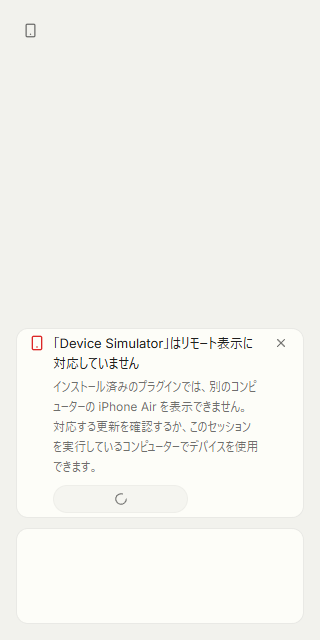 「Device Simulator」はリモート表示に
対応していません
インストール済みのプラグインでは、別のコンピ
ューターの iPhone Air を表示できません。
対応する更新を確認するか、このセッション
を実行しているコンピューターでデバイスを使用
できます。